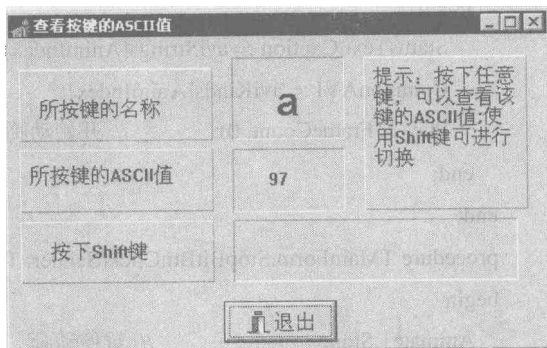 查看按键的ASCII值
所按键的名称
a
提示：按下任意
键，可以查看该
键的ASCII值;使
用Shift键可进行
切换
所按键的ASCII值
97
按下Shift键
退出